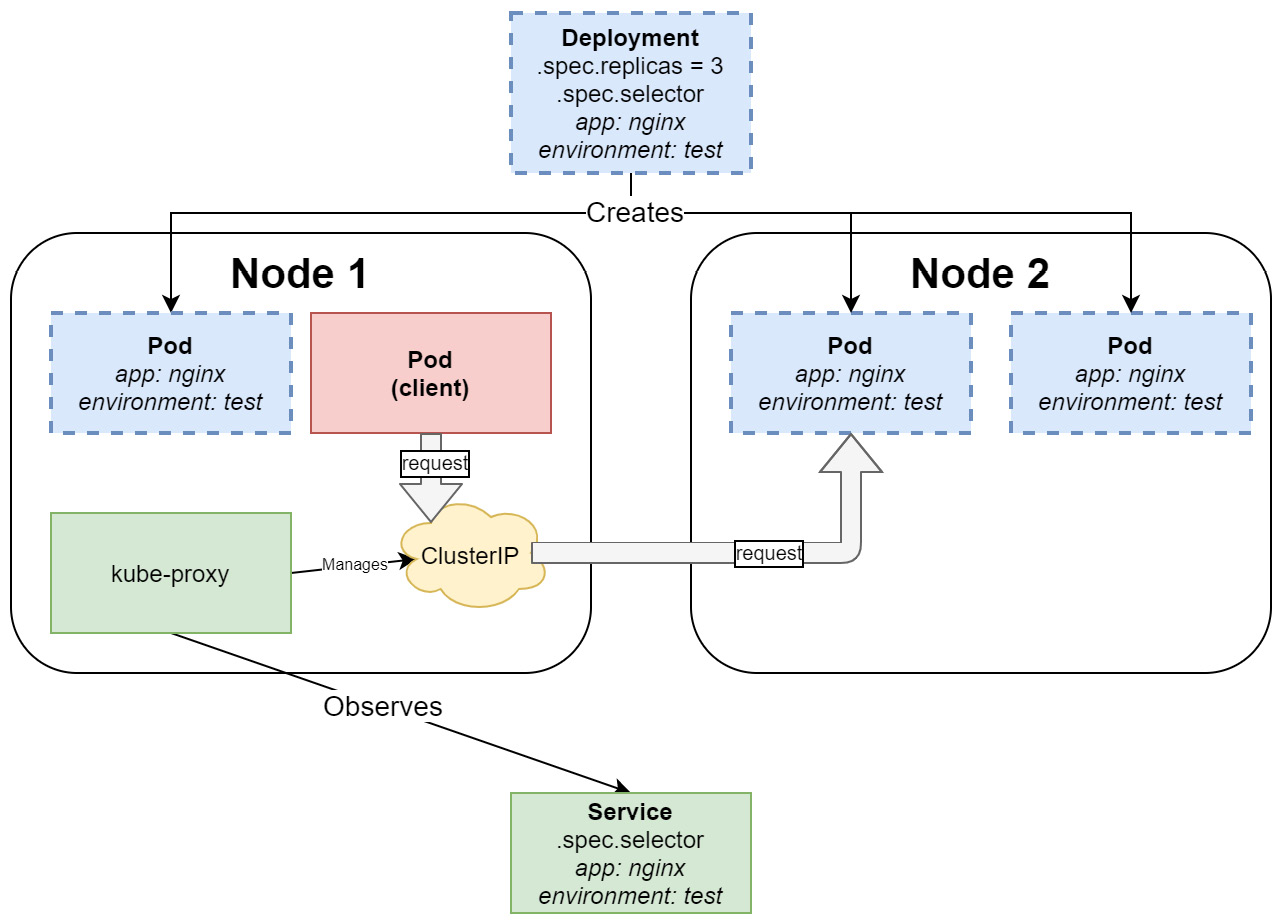 Deployment
.spec.replicas = 3
.spec.selector
app: nginx
environment: test
Creates
Node 1
Node 2
Pod
app: nginx
environment: test
Pod
(client)
Pod
app: nginx
environment: test
Pod
app: nginx
environment: test
request
kube-proxy
Manages
ClusterIP
request
Observes
Service
.spec.selector
app: nginx
environment: test